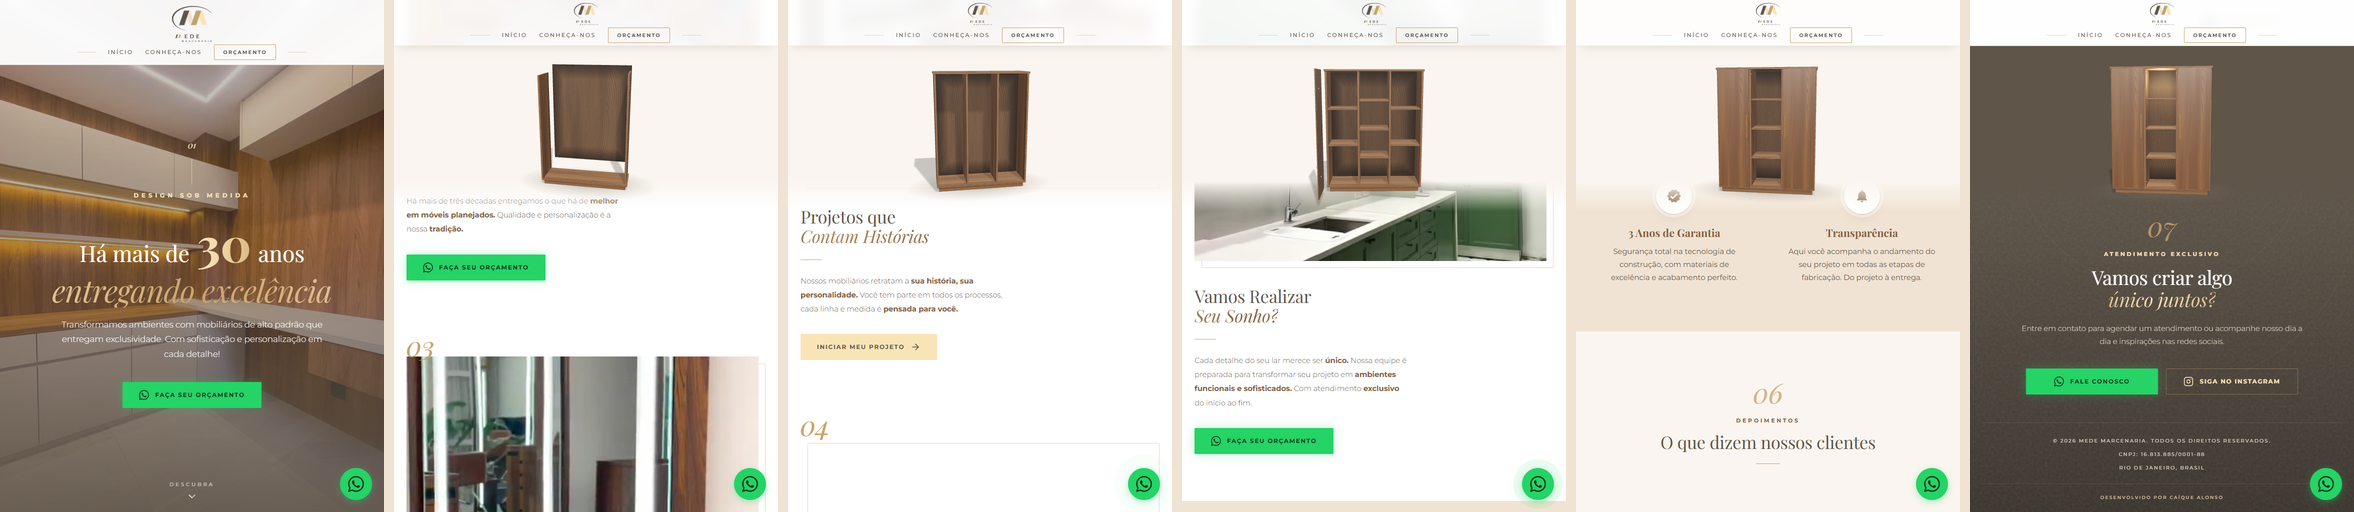 MEDE
MARCENARIA
INÍCIO CONHEÇA-NOS ORÇAMENTO
01
DESIGN SOB MEDIDA
Há mais de 30 anos
entregando excelência
Transformamos ambientes com mobiliários de alto padrão que
entregam exclusividade. Com sofisticação e personalização em
cada detalhe!
FAÇA SEU ORÇAMENTO
DESCUBRA
MEDE
INÍCIO CONHEÇA-NOS ORÇAMENTO
Há mais de três décadas entregamos o que há de melhor
em móveis planejados. Qualidade e personalização é a
nossa tradição.
FAÇA SEU ORÇAMENTO
03
MEDE
INÍCIO CONHEÇA-NOS ORÇAMENTO
Projetos que
Contam Histórias
Nossos mobiliários retratam a sua história, sua
personalidade. Você tem parte em todos os processos,
cada linha e medida é pensada para você.
INICIAR MEU PROJETO
04
MEDE
INÍCIO CONHEÇA-NOS ORÇAMENTO
Vamos Realizar
Seu Sonho?
Cada detalhe do seu lar merece ser único. Nossa equipe é
preparada para transformar seu projeto em ambientes
funcionais e sofisticados. Com atendimento exclusivo
do início ao fim.
FAÇA SEU ORÇAMENTO
MEDE
INÍCIO CONHEÇA-NOS ORÇAMENTO
3 Anos de Garantia
Segurança total na tecnologia de
construção, com materiais de
excelência e acabamento perfeito.
Transparência
Aqui você acompanha o andamento do
seu projeto em todas as etapas de
fabricação. Do projeto à entrega.
06
DEPOIMENTOS
O que dizem nossos clientes
MEDE
INÍCIO CONHEÇA-NOS ORÇAMENTO
07
ATENDIMENTO EXCLUSIVO
Vamos criar algo
único juntos?
Entre em contato para agendar um atendimento ou acompanhe nosso dia a
dia e inspirações nas redes sociais.
FALE CONOSCO
SIGA NO INSTAGRAM
© 2026 MEDE MARCENARIA. TODOS OS DIREITOS RESERVADOS.
CNPJ: 16.813.885/0001-88
RIO DE JANEIRO, BRASIL
DESENVOLVIDO POR CAÍQUE ALONSO